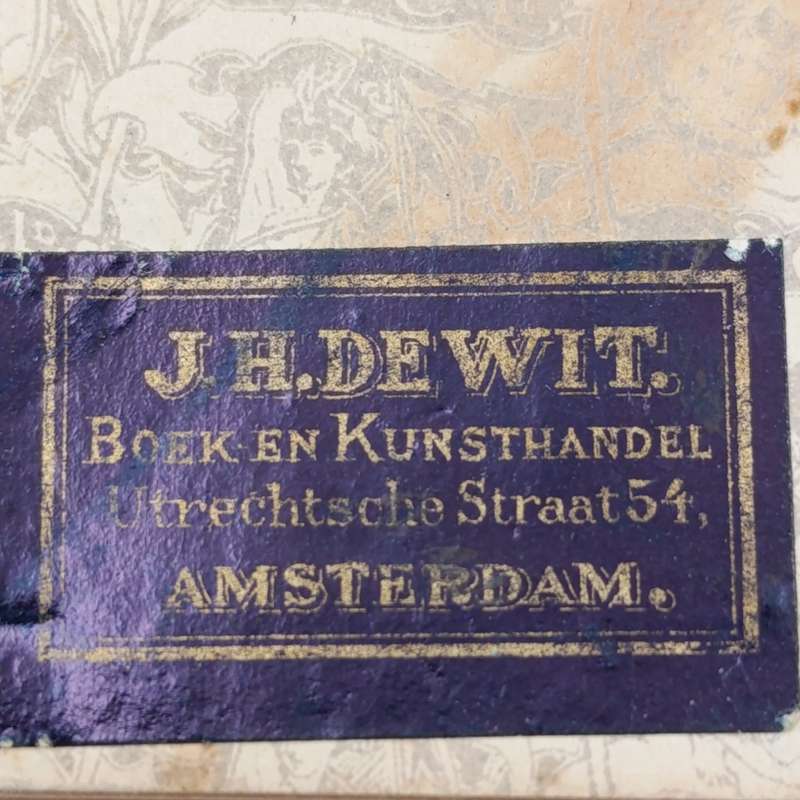 J. H. DE WIT.
BOEK- EN KUNSTHANDEL
Utrechtsche Straat 54,
AMSTERDAM.